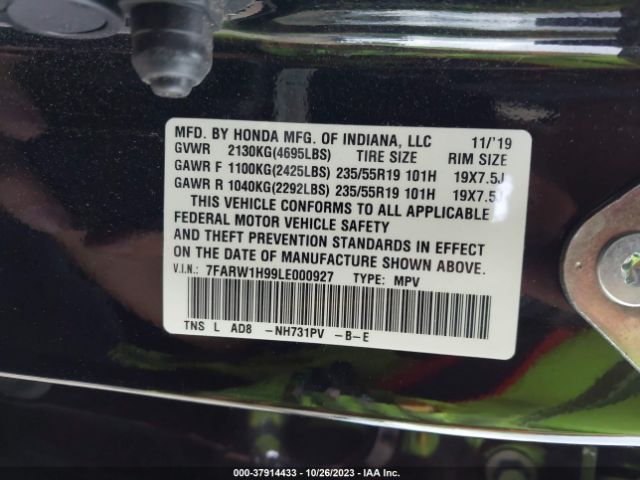 MFD. BY HONDA MFG. OF INDIANA, LLC 11/'19
GVWR 2130KG(4695LBS) TIRE SIZE RIM SIZE
GAWR F 1100KG(2425LBS) 235/55R19 101H 19X7.5J
GAWR R 1040KG(2292LBS) 235/55R19 101H 19X7.5J
THIS VEHICLE CONFORMS TO ALL APPLICABLE
FEDERAL MOTOR VEHICLE SAFETY
AND THEFT PREVENTION STANDARDS IN EFFECT
ON THE DATE OF MANUFACTURE SHOWN ABOVE.
V.I.N.: 7FARW1H99LE000927 TYPE: MPV
TNS L AD8 -NH731PV -B-E
000-37914433 - 10/26/2023 - IAA Inc.